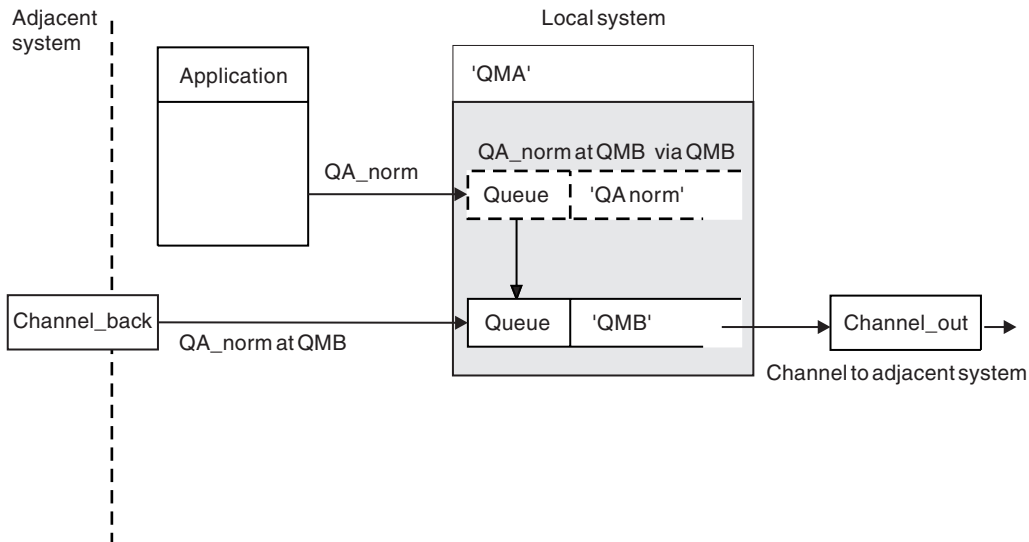 Adjacent
system
Local system
Application
'QMA'
QA_norm at QMB via QMB
QA_norm
Queue
'QA norm'
Channel_back
Queue
'QMB'
Channel_out
QA_norm at QMB
Channel to adjacent system